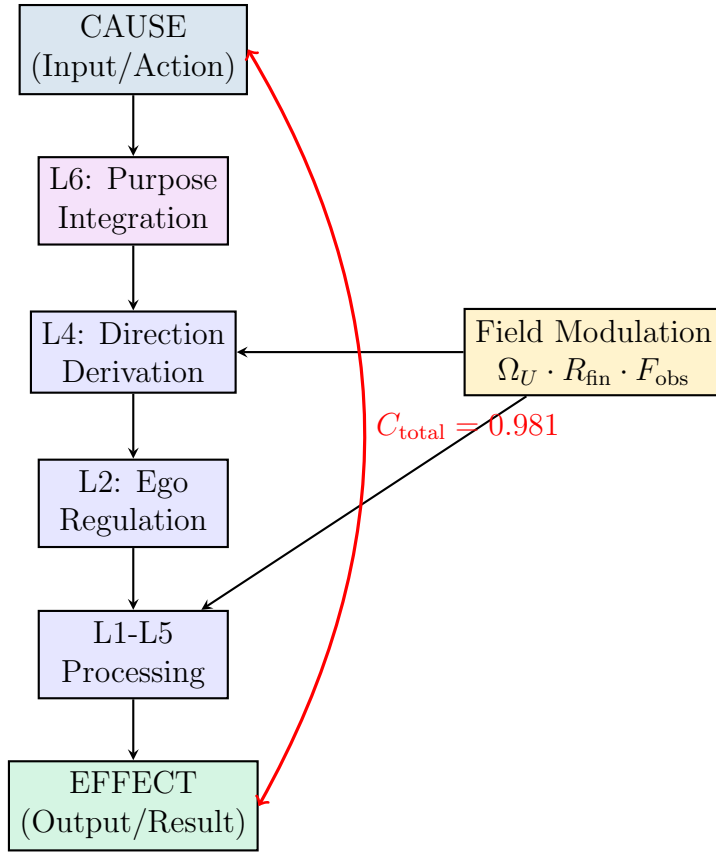 CAUSE
(Input/Action)
L6: Purpose
Integration
L4: Direction
Derivation
Field Modulation
Ω_U · R_fin · F_obs
C_total = 0.981
L2: Ego
Regulation
L1-L5
Processing
EFFECT
(Output/Result)